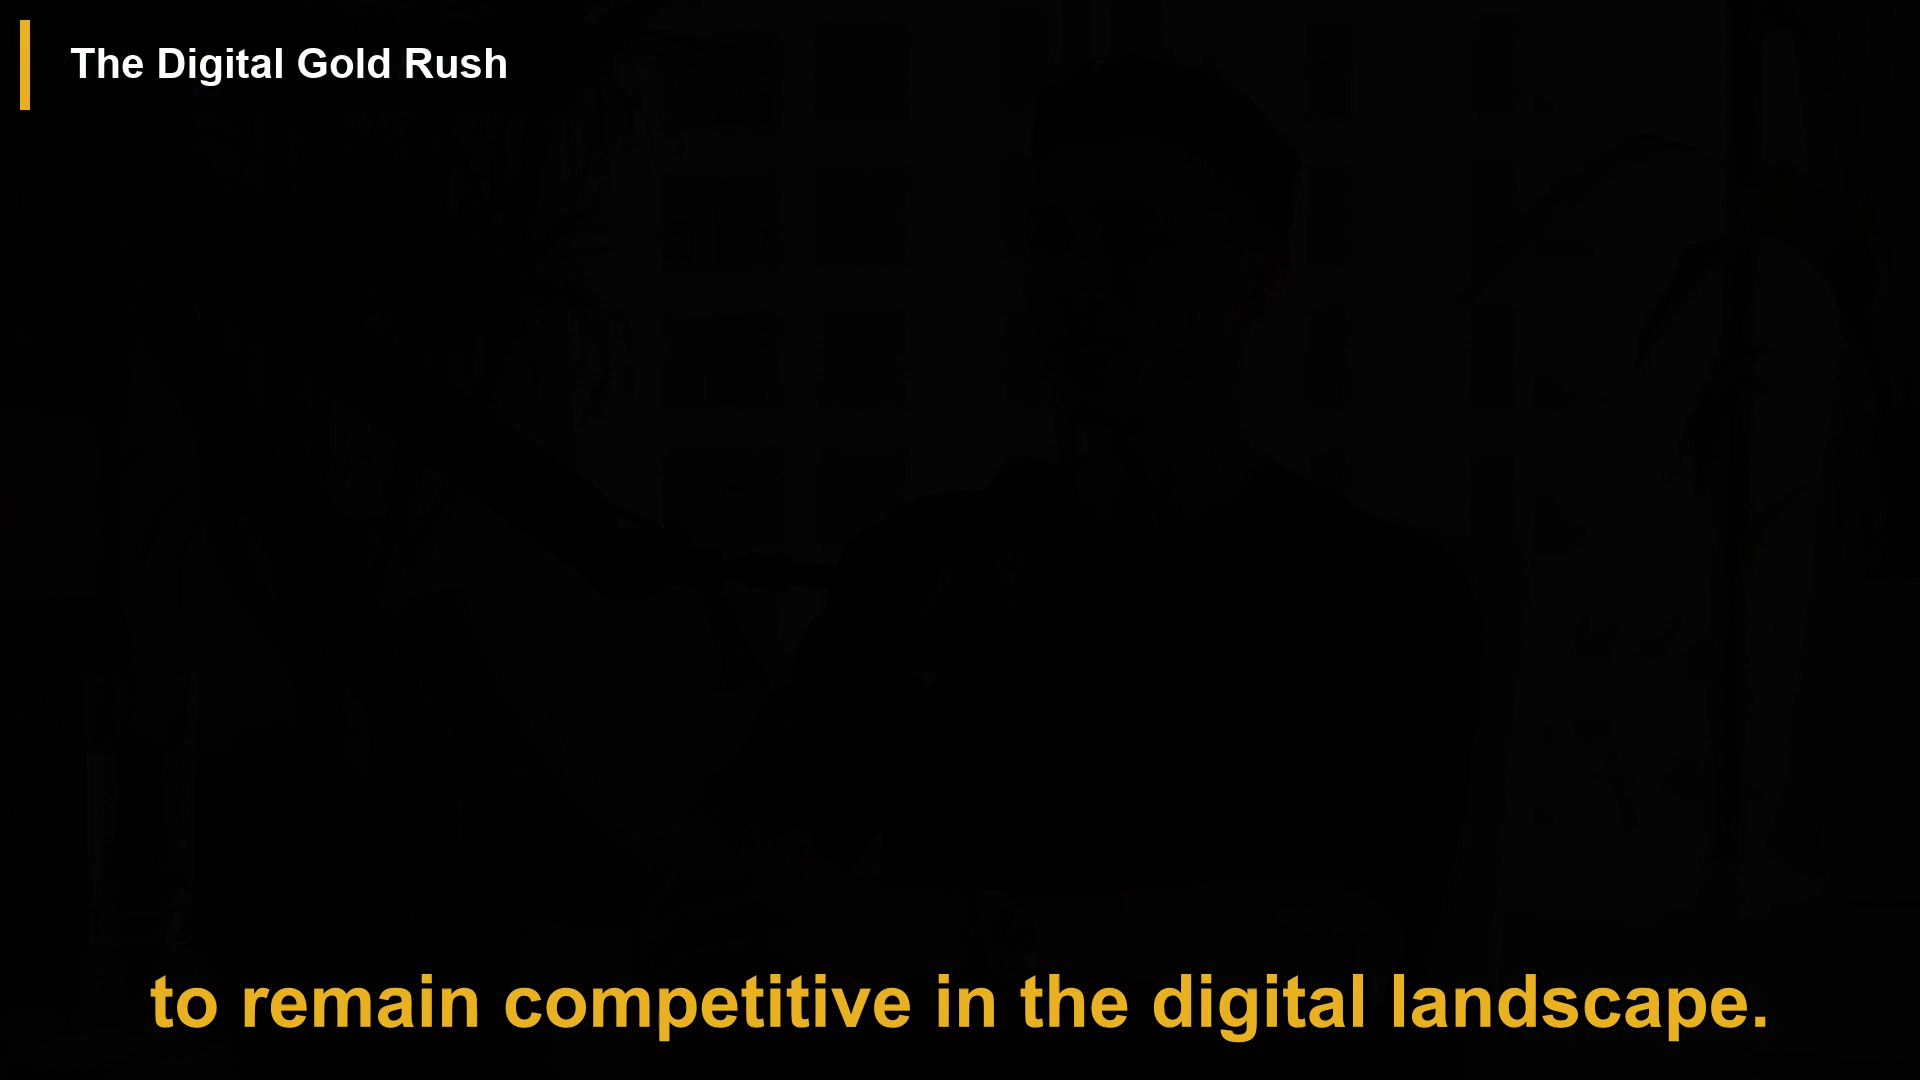 The Digital Gold Rush
to remain competitive in the digital landscape.